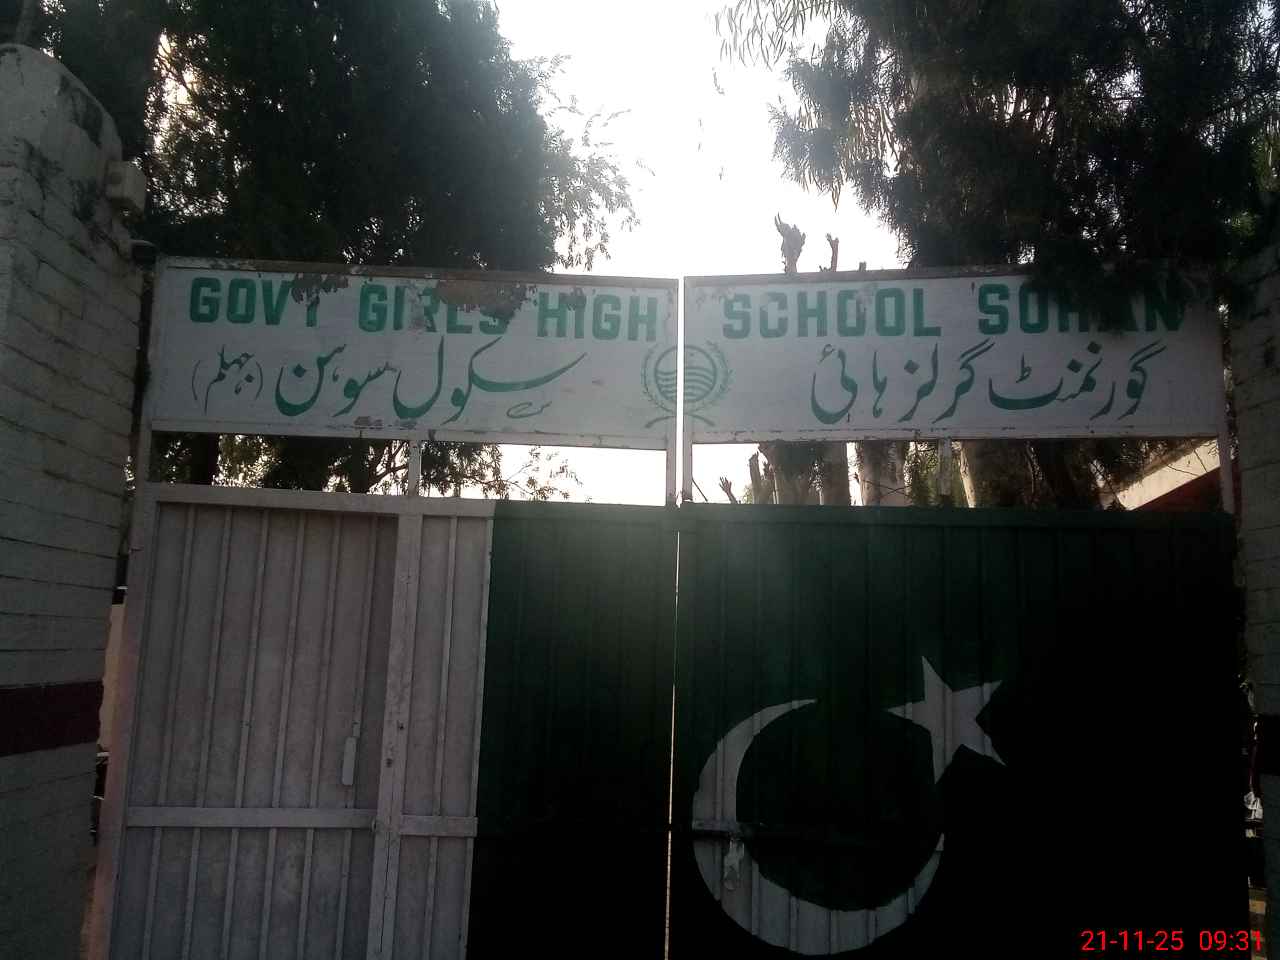 GOVT GIRLS HIGH SCHOOL SOHAN
گورنمنٹ گرلز ہائی سکول سوہن (جہلم)
21-11-25 09:31